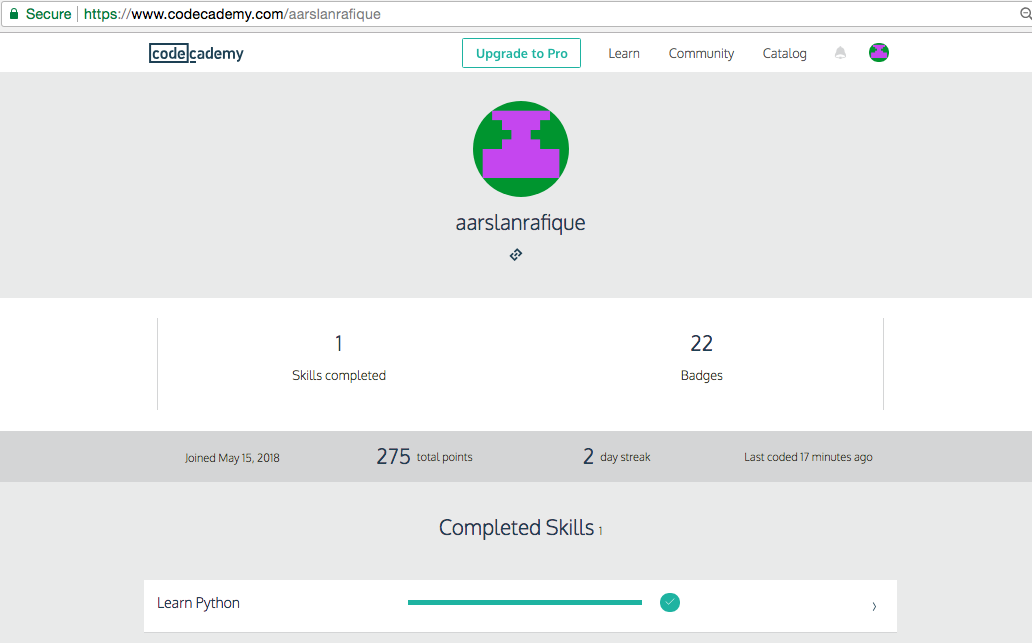 Secure https://www.codecademy.com/aarslanrafique
codecademy Upgrade to Pro Learn Community Catalog
aarslanrafique
1 22
Skills completed Badges
Joined May 15, 2018 275 total points 2 day streak Last coded 17 minutes ago
Completed Skills 1
Learn Python